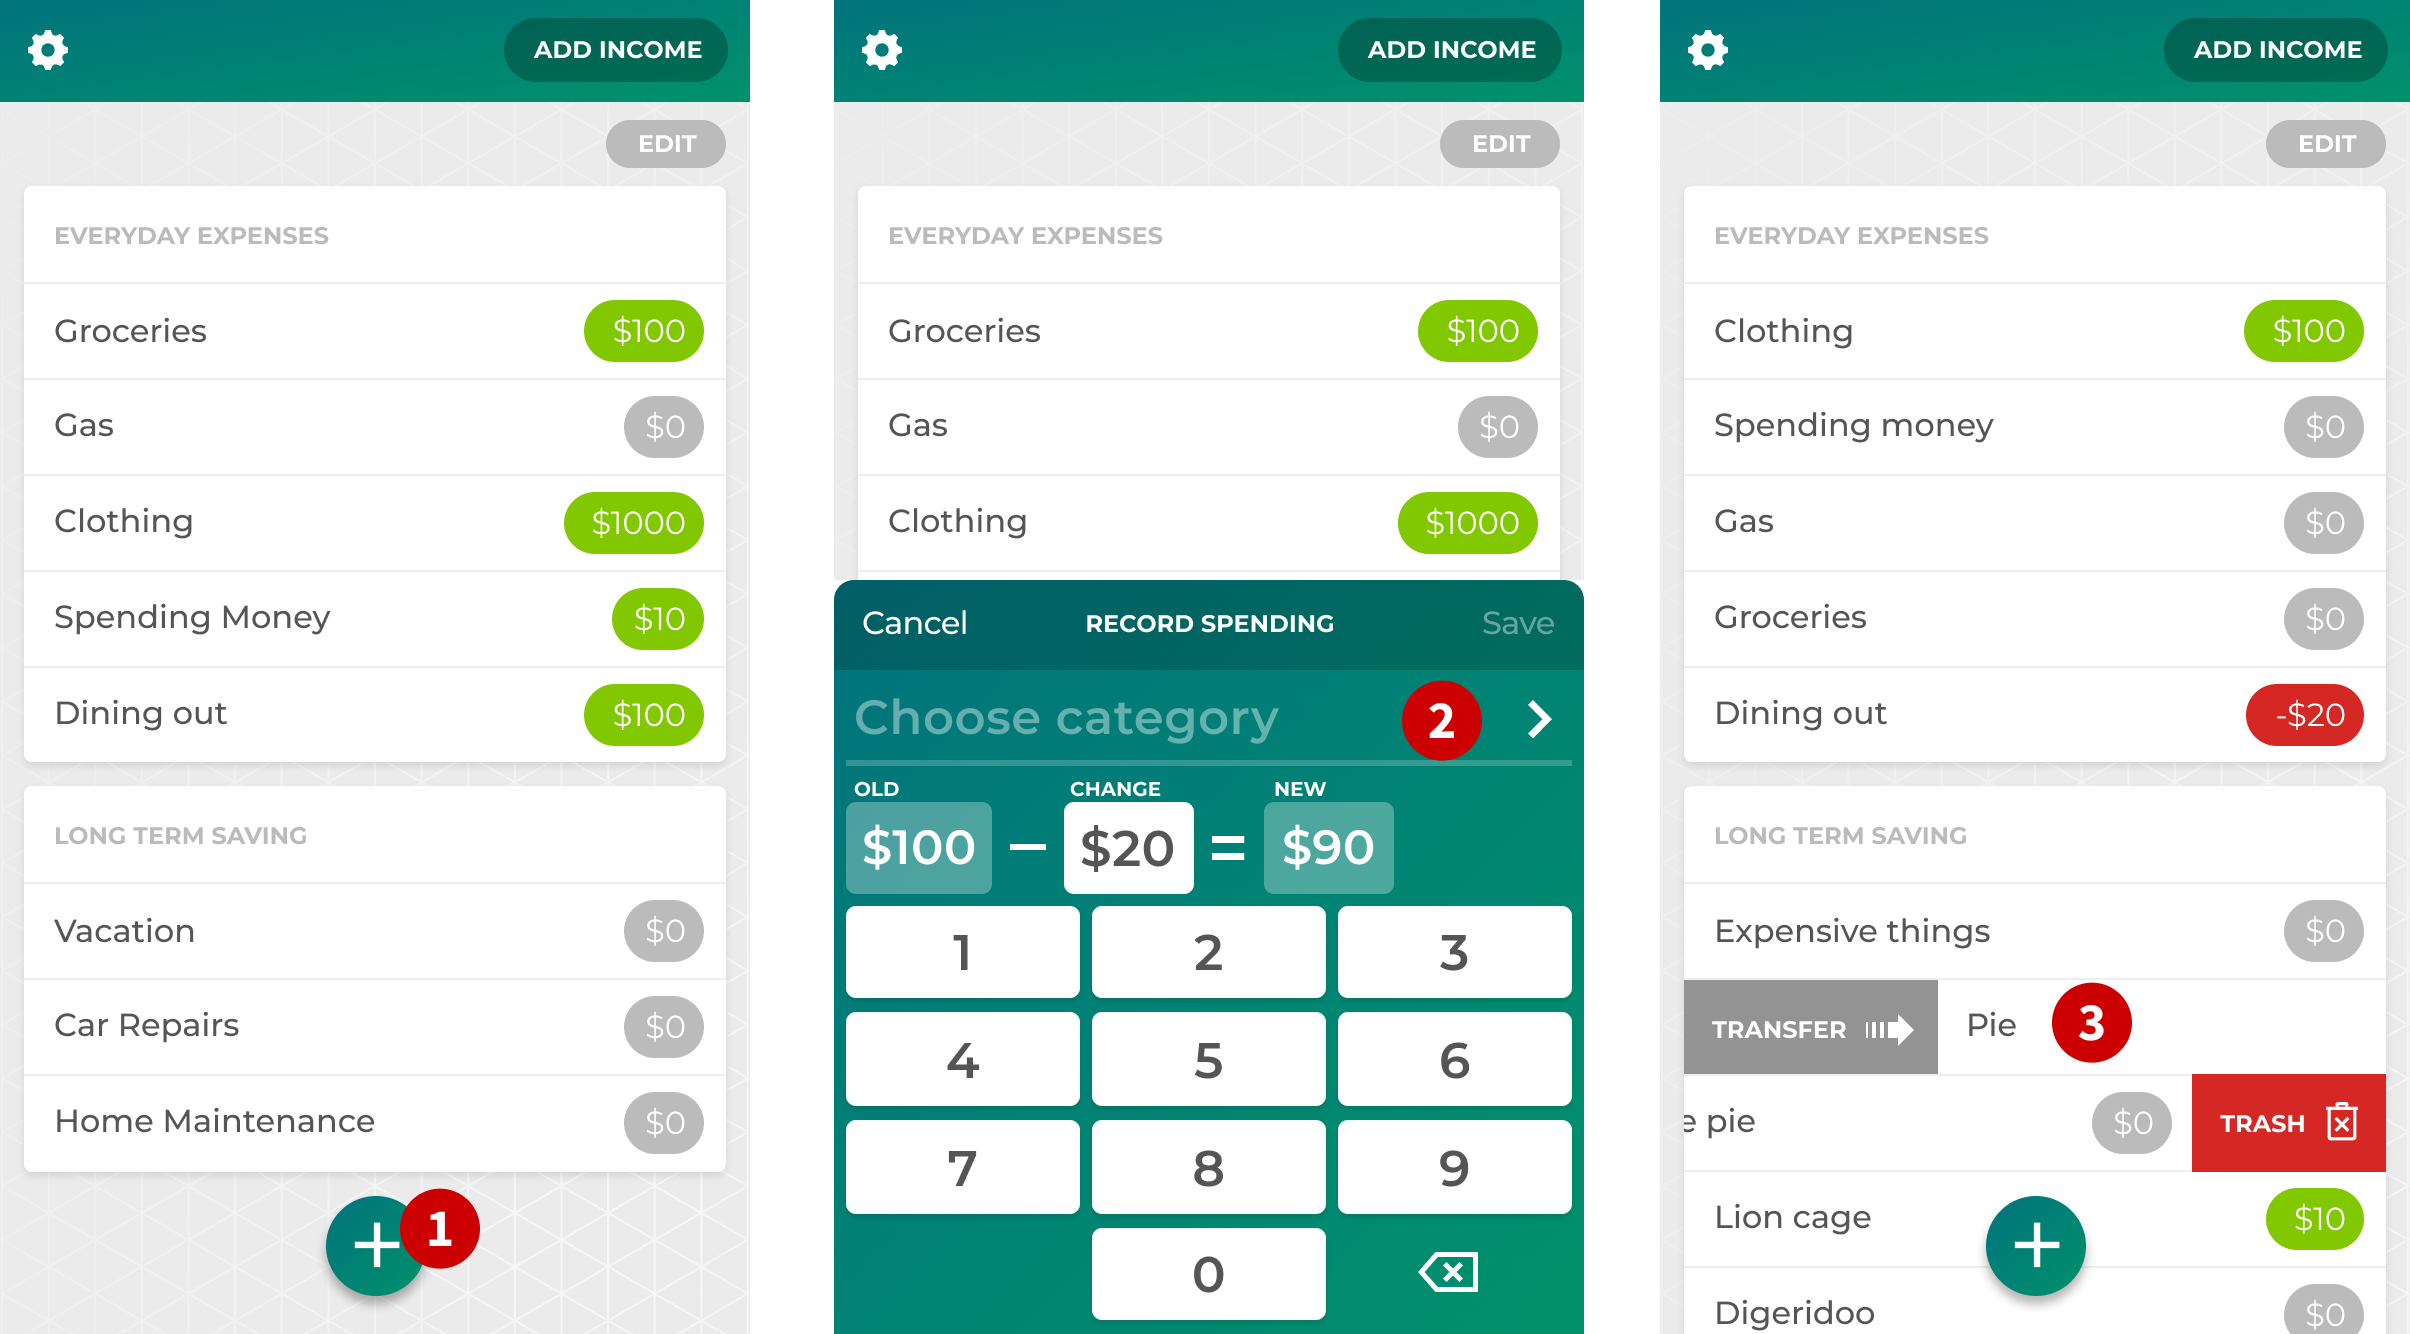 ADD INCOME
EDIT
EVERYDAY EXPENSES
Groceries $100
Gas $0
Clothing $1000
Spending Money $10
Dining out $100
LONG TERM SAVING
Vacation $0
Car Repairs $0
Home Maintenance $0
+ 1
ADD INCOME
EDIT
EVERYDAY EXPENSES
Groceries $100
Gas $0
Clothing $1000
Cancel RECORD SPENDING Save
Choose category 2
OLD CHANGE NEW
$100 – $20 = $90
1 2 3
4 5 6
7 8 9
0
ADD INCOME
EDIT
EVERYDAY EXPENSES
Clothing $100
Spending money $0
Gas $0
Groceries $0
Dining out -$20
LONG TERM SAVING
Expensive things $0
TRANSFER Pie 3
e pie $0 TRASH
Lion cage $10
+
Digeridoo $0